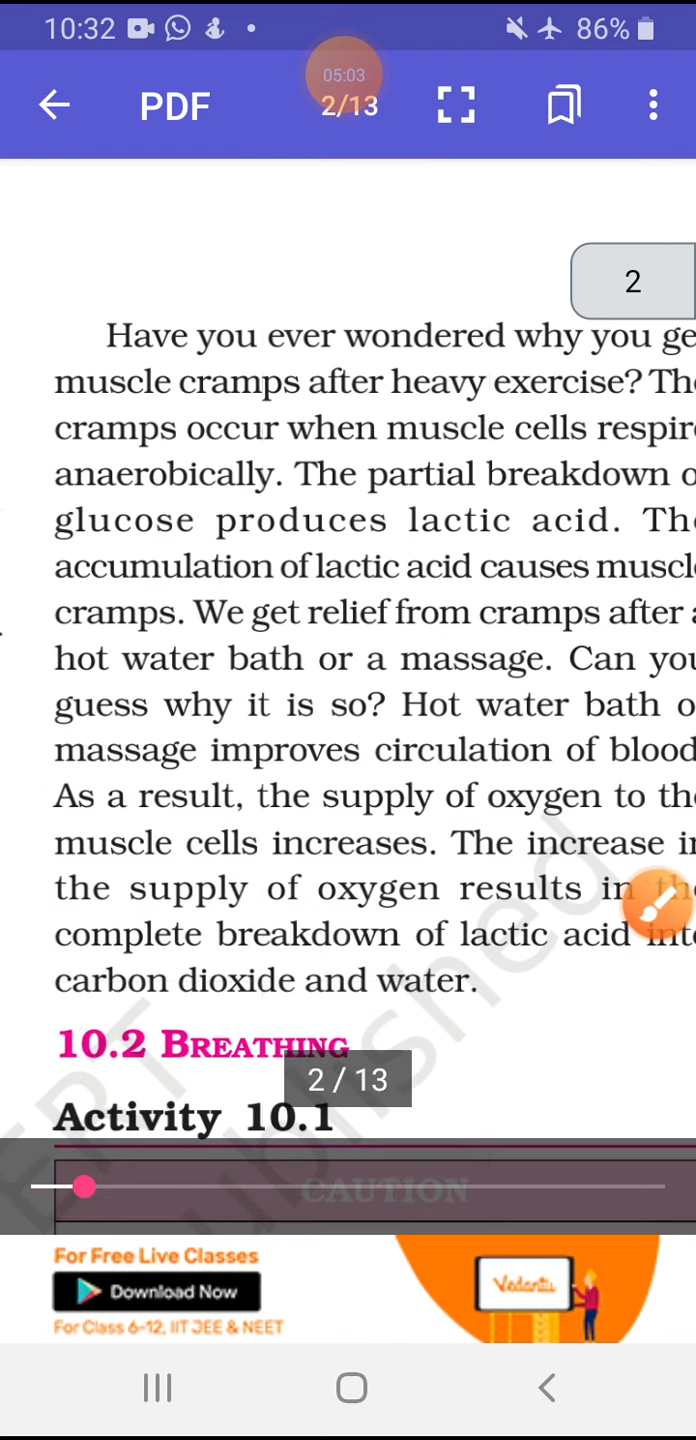 10:32
86%
05:03
PDF
2/13
2
Have you ever wondered why you ge
muscle cramps after heavy exercise? Th
cramps occur when muscle cells respir
anaerobically. The partial breakdown o
glucose produces lactic acid. Th
accumulation of lactic acid causes muscl
cramps. We get relief from cramps after a
hot water bath or a massage. Can you
guess why it is so? Hot water bath o
massage improves circulation of blood
As a result, the supply of oxygen to th
muscle cells increases. The increase in
the supply of oxygen results in the
complete breakdown of lactic acid into
carbon dioxide and water.
10.2 BREATHING
2 / 13
Activity 10.1
CAUTION
For Free Live Classes
Download Now
For Class 6-12, IIT JEE & NEET
Vedantu